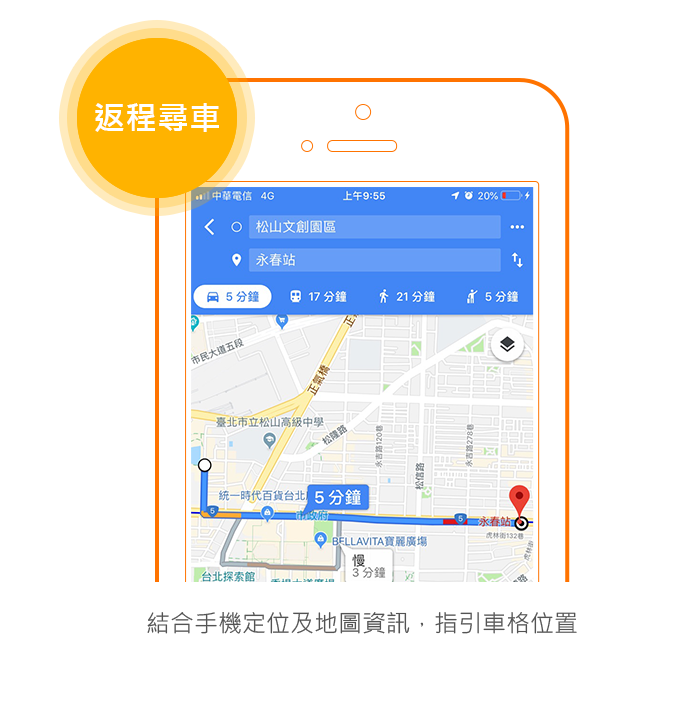 返程尋車
中華電信 4G 上午9:55 20%
松山文創園區
永春站
5 分鐘 17 分鐘 21 分鐘 5 分鐘
正
市民大道五段
正氣橋
臺北市立松山高級中學
松隆路
永吉路120巷
永吉路278巷
松信路
統一時代百貨台北
5 分鐘
5
市政府
5
永春站
虎林街132巷
BELLAVITA寶麗廣場
虎林街
慢
3 分鐘
台北探索館
結合手機定位及地圖資訊，指引車格位置